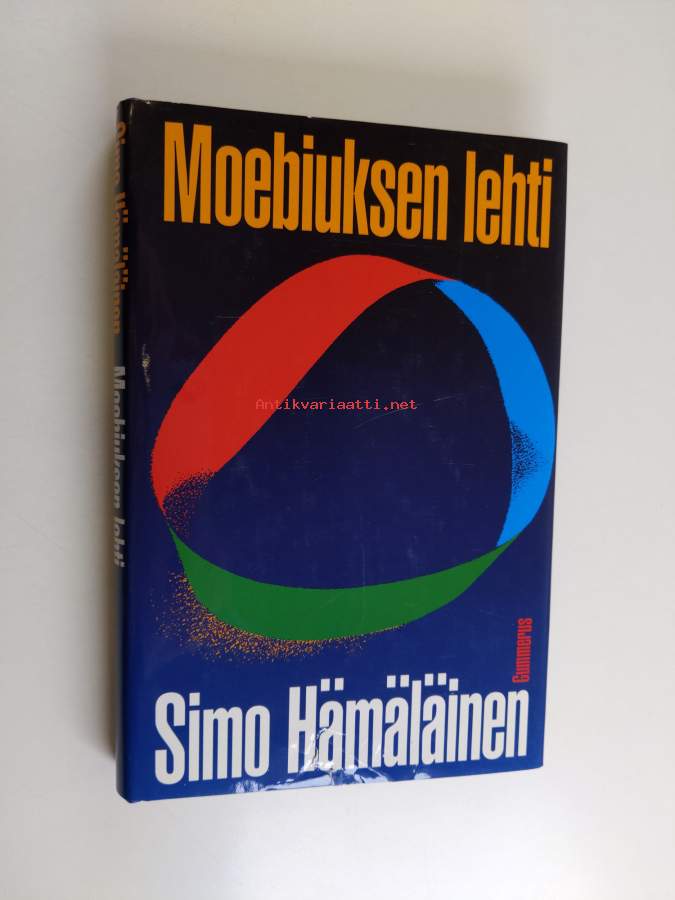 Simo Hämäläinen Moebiuksen lehti
Moebiuksen lehti
Antikvariaatti.net
Gummerus
Simo Hämäläinen